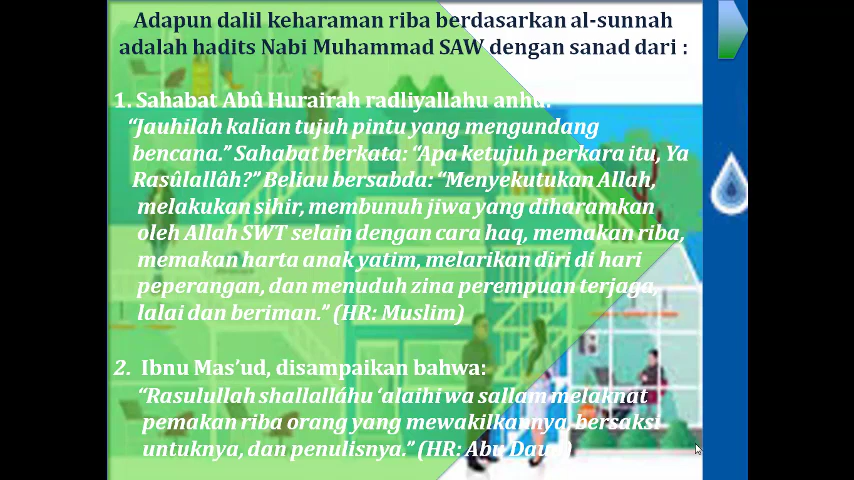 Adapun dalil keharaman riba berdasarkan al-sunnah
adalah hadits Nabi Muhammad SAW dengan sanad dari :
1. Sahabat Abû Hurairah radliyallahu anhu:
“Jauhilah kalian tujuh pintu yang mengundang
bencana.” Sahabat berkata: “Apa ketujuh perkara itu, Ya
Rasûlallâh?” Beliau bersabda: “Menyekutukan Allah,
melakukan sihir, membunuh jiwa yang diharamkan
oleh Allah SWT selain dengan cara haq, memakan riba,
memakan harta anak yatim, melarikan diri di hari
peperangan, dan menuduh zina perempuan terjaga,
lalai dan beriman.” (HR: Muslim)
2. Ibnu Mas’ud, disampaikan bahwa:
“Rasulullah shallalláhu ‘alaihi wa sallam melaknat
pemakan riba orang yang mewakilkannya, bersaksi
untuknya, dan penulisnya.” (HR: Abu Daud)